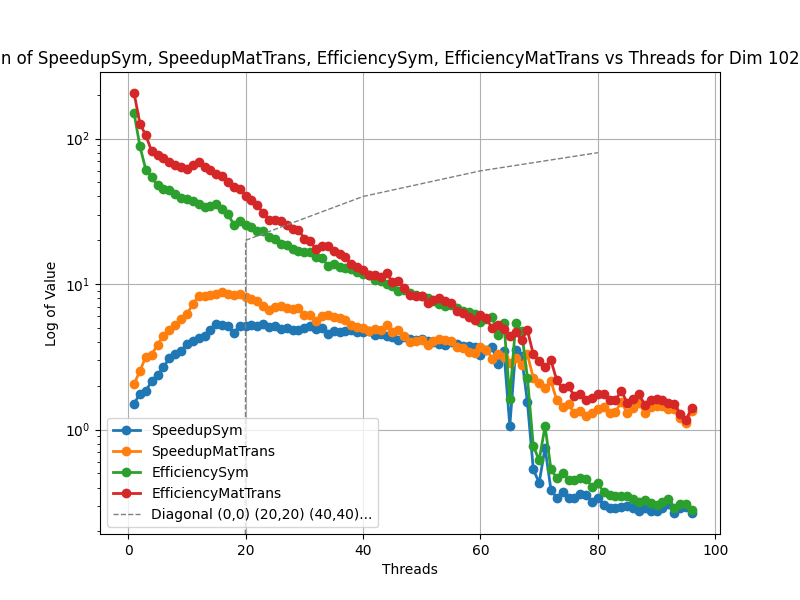 n of SpeedupSym, SpeedupMatTrans, EfficiencySym, EfficiencyMatTrans vs Threads for Dim 102
Log of Value
10²
10¹
10⁰
SpeedupSym
SpeedupMatTrans
EfficiencySym
EfficiencyMatTrans
Diagonal (0,0) (20,20) (40,40)...
0 20 40 60 80 100
Threads